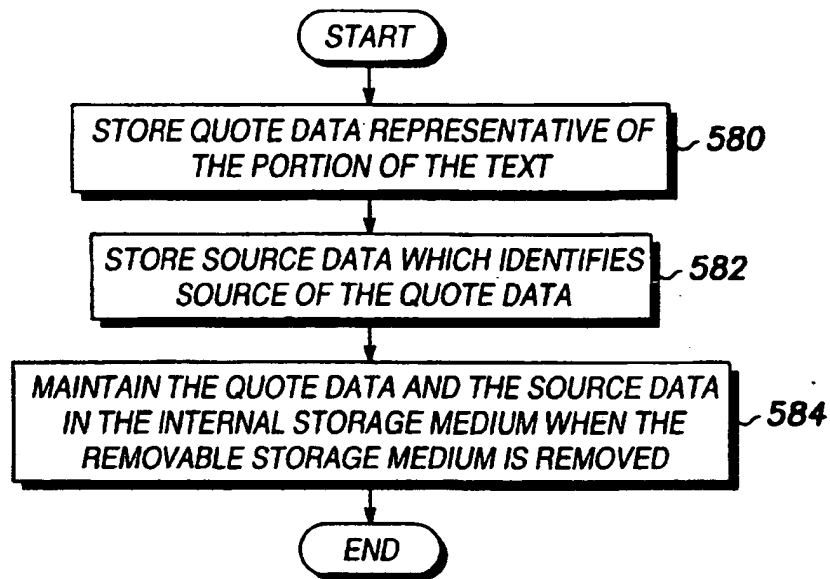 START
STORE QUOTE DATA REPRESENTATIVE OF
THE PORTION OF THE TEXT
580
STORE SOURCE DATA WHICH IDENTIFIES
SOURCE OF THE QUOTE DATA
582
MAINTAIN THE QUOTE DATA AND THE SOURCE DATA
IN THE INTERNAL STORAGE MEDIUM WHEN THE
REMOVABLE STORAGE MEDIUM IS REMOVED
584
END